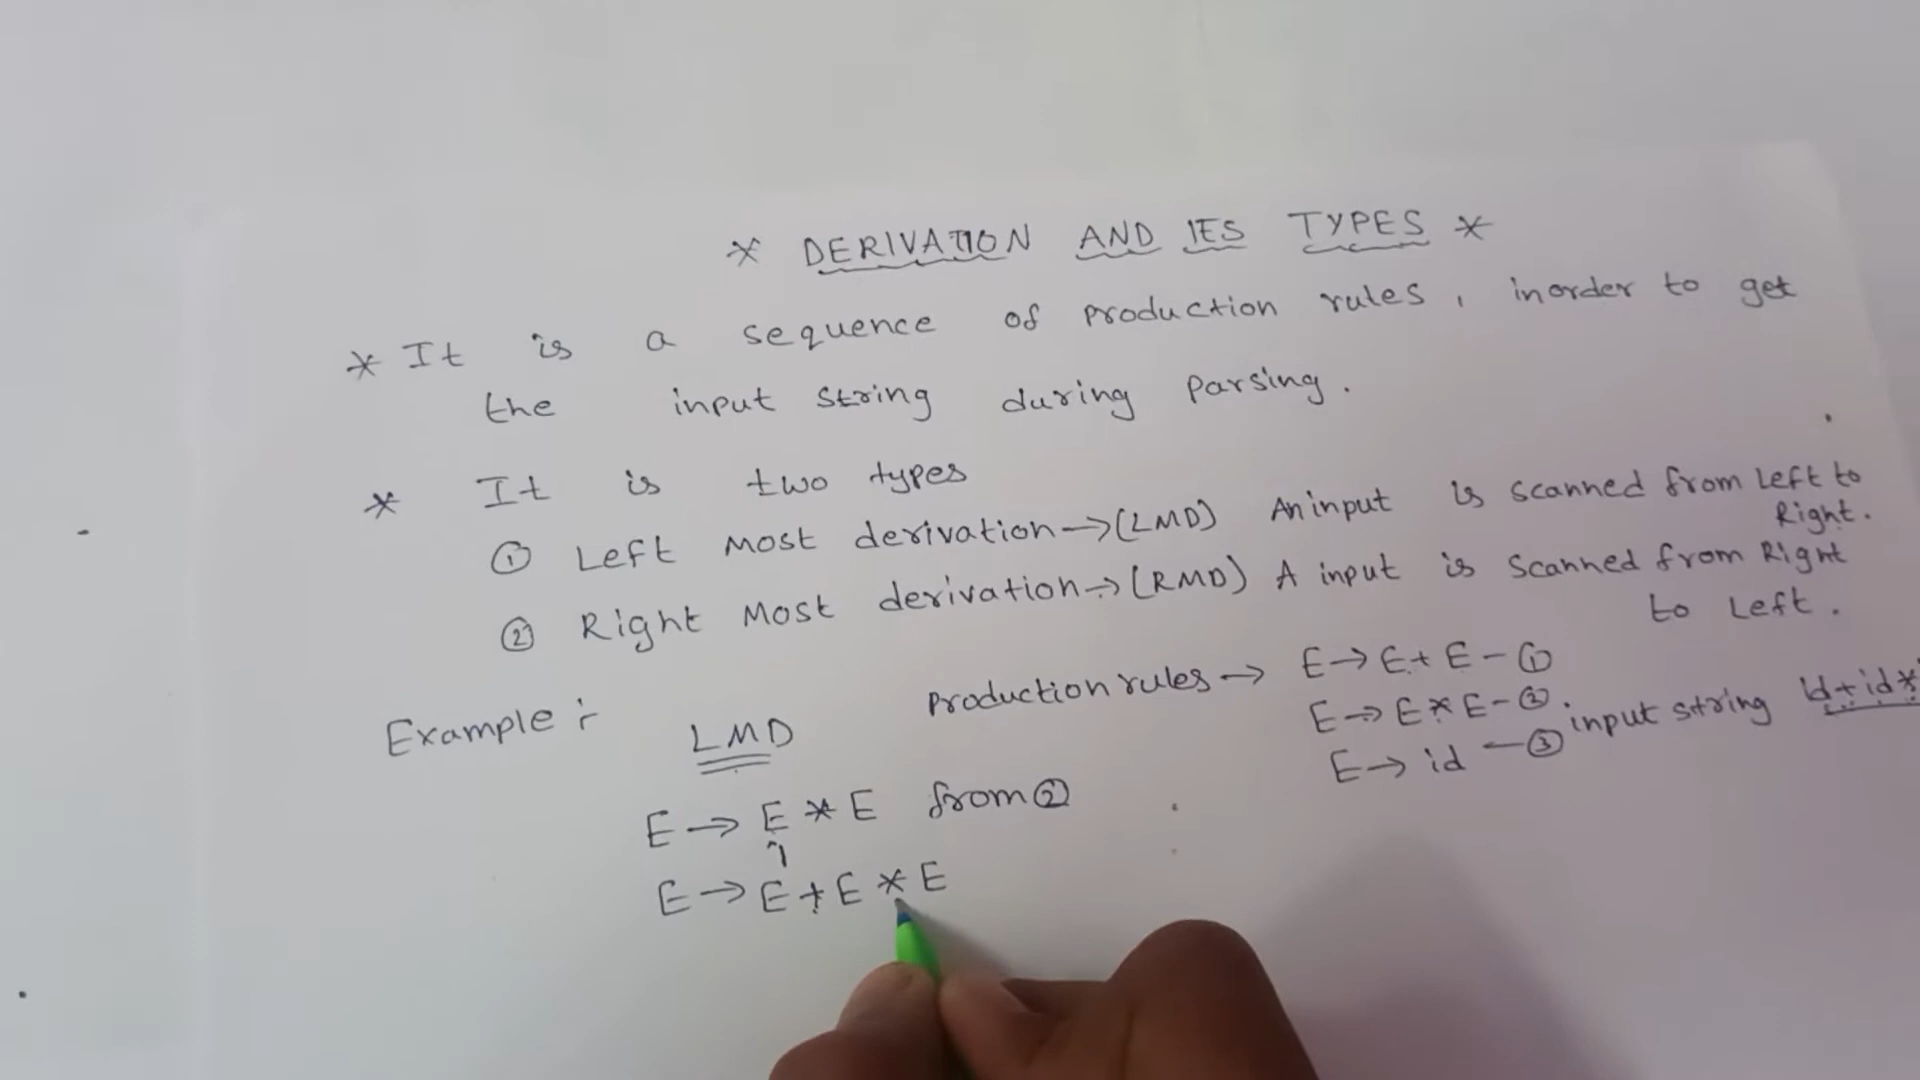 * DERIVATION AND ITS TYPES *
* It is a sequence of production rules, inorder to get
the input string during parsing.
* It is two types
① Left most derivation → (LMD) An input is scanned from Left to
Right.
② Right Most derivation → (RMD) A input is scanned from Right
to Left.
Example :-
LMD
Production rules → E → E + E - ①
E → E * E - ②.
E → id - ③
input string id+id*
E → E * E from ②
E → E + E * E